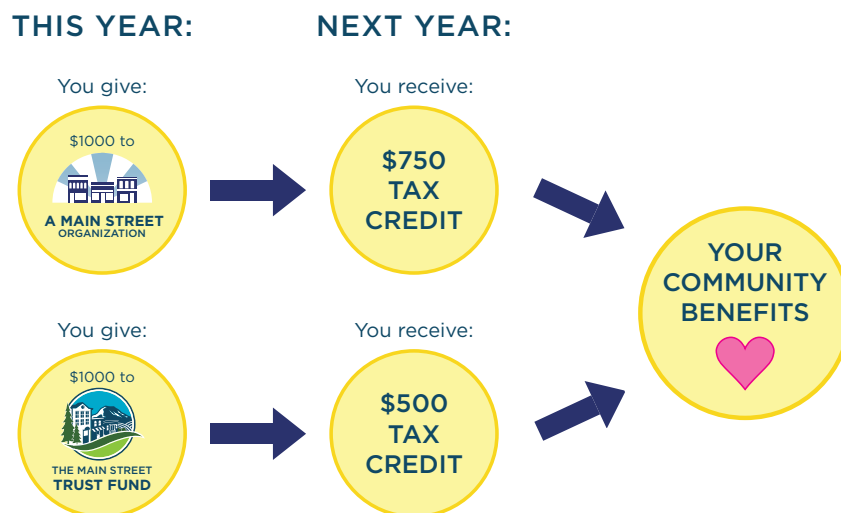 THIS YEAR:
NEXT YEAR:
You give:
You receive:
$1000 to
A MAIN STREET
ORGANIZATION
$750
TAX
CREDIT
YOUR
COMMUNITY
BENEFITS
You give:
You receive:
$1000 to
THE MAIN STREET
TRUST FUND
$500
TAX
CREDIT